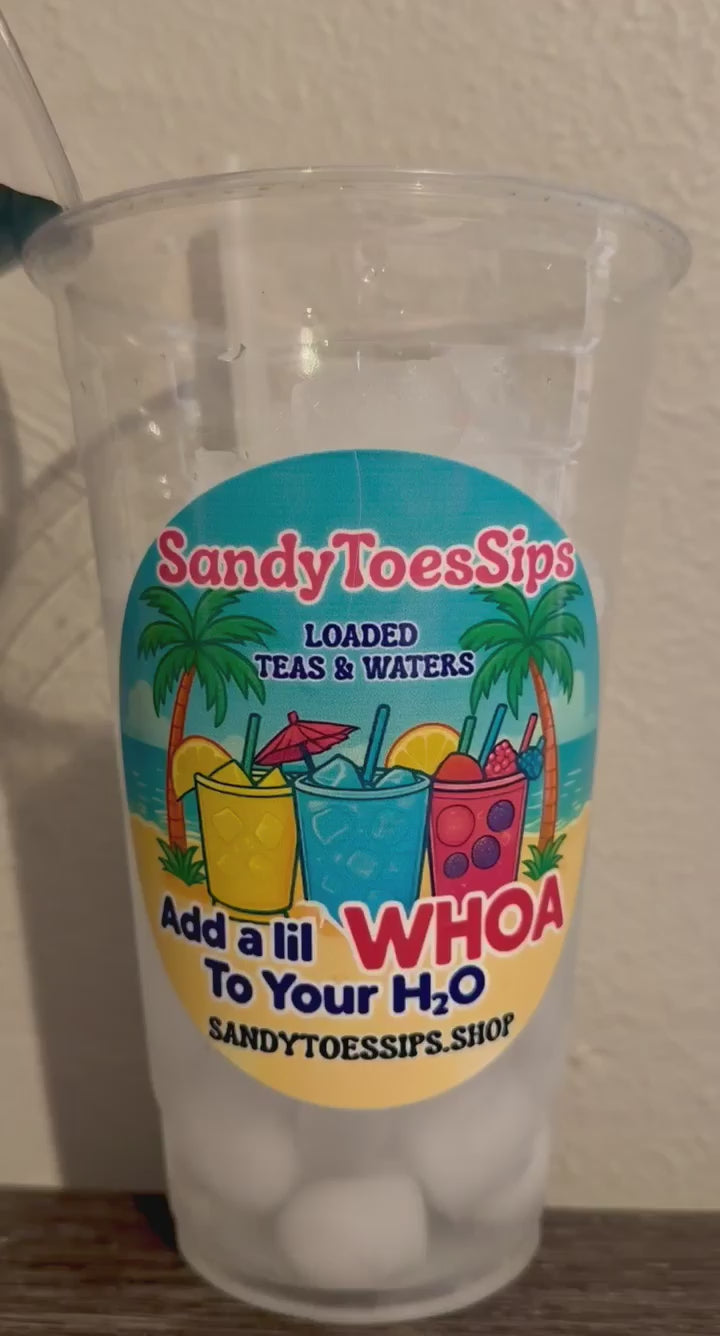 SandyToesSips
LOADED
TEAS & WATERS
Add a lil WHOA
To Your H₂O
SANDYTOESSIPS.SHOP